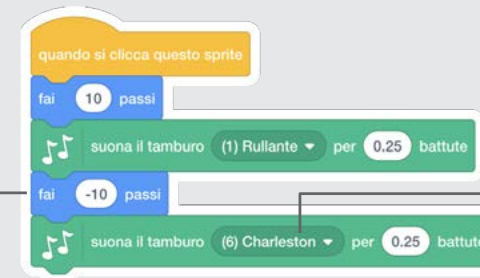 quando si clicca questo sprite
fai 10 passi
suona il tamburo (1) Rullante per 0.25 battute
fai -10 passi
suona il tamburo (6) Charleston per 0.25 battute